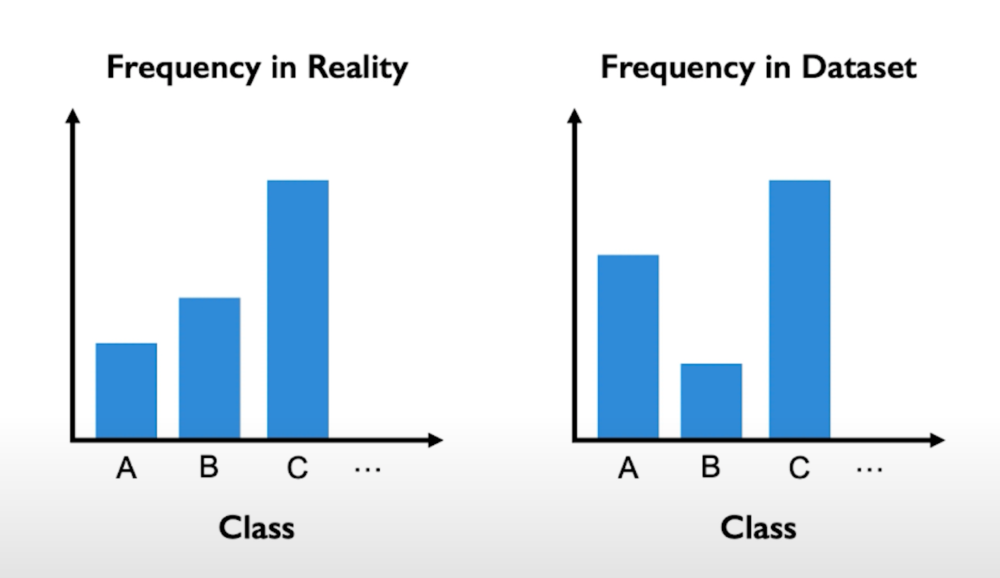 Frequency in Reality
A B C ...
Class
Frequency in Dataset
A B C ...
Class